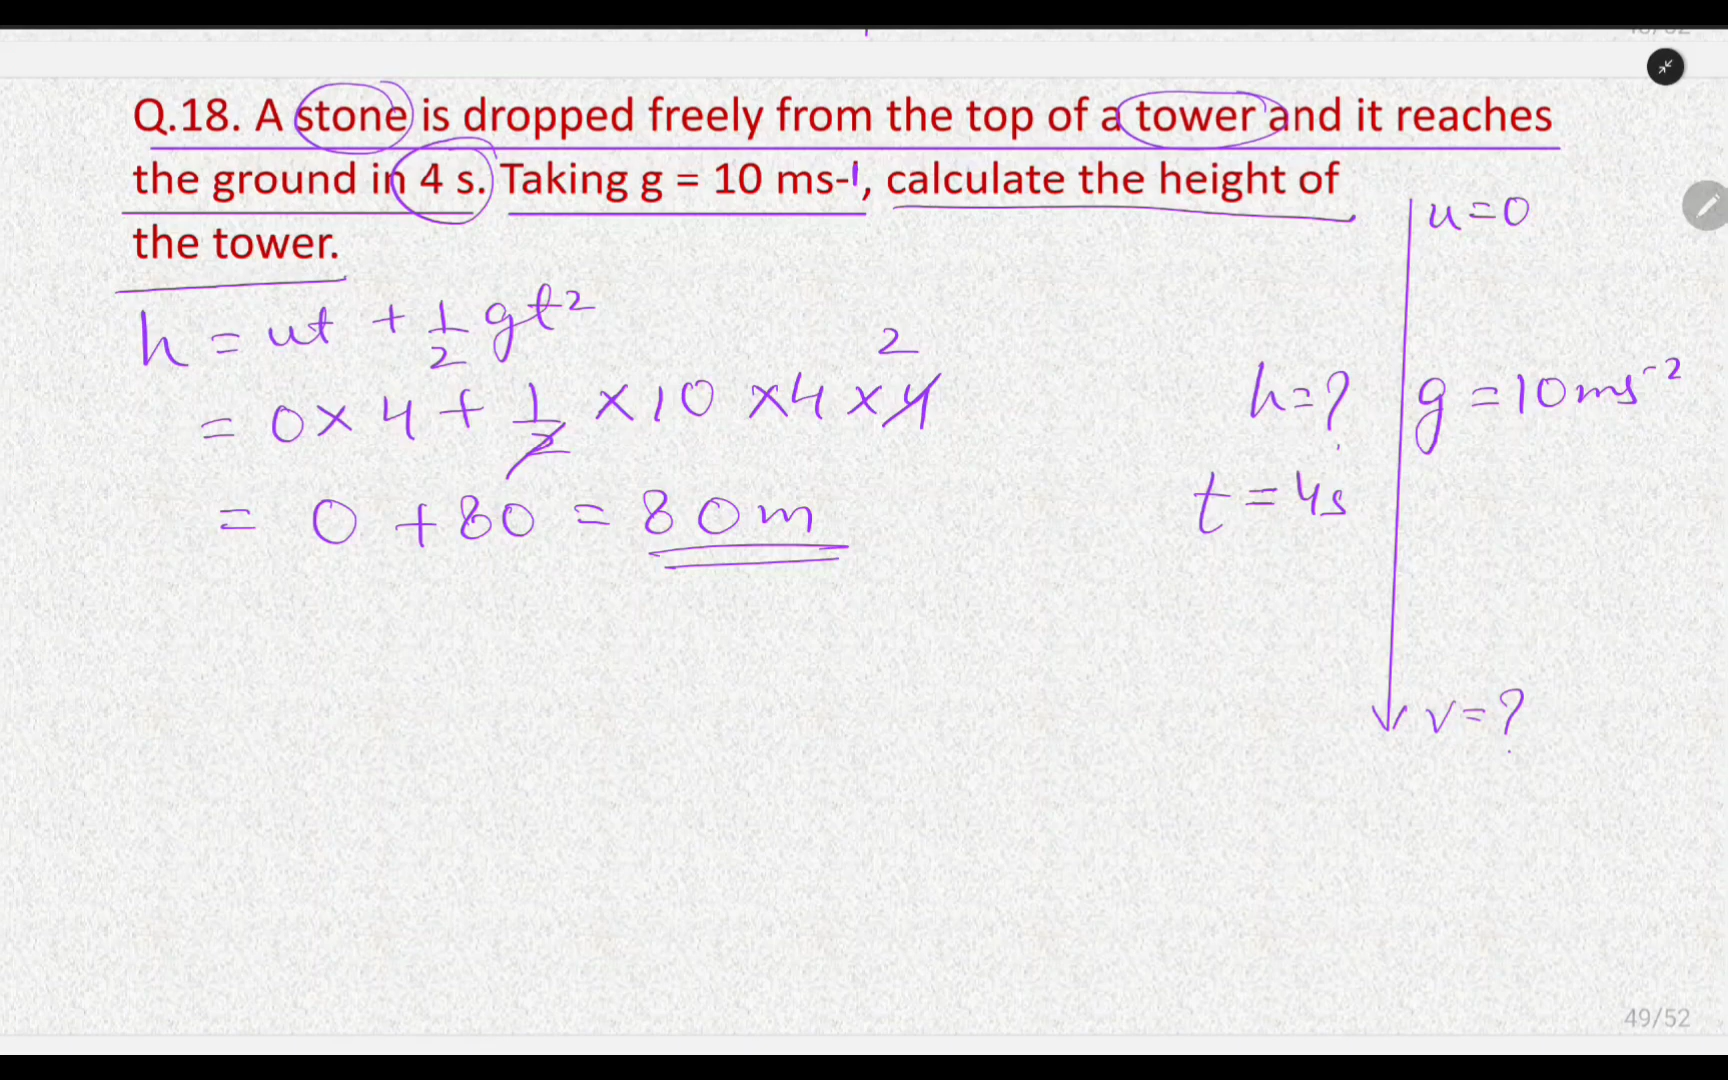 Q.18. A stone is dropped freely from the top of a tower and it reaches
the ground in 4 s. Taking g = 10 ms-1, calculate the height of
the tower.
u=0
h = ut + 1/2 gt²
2
= 0 × 4 + 1/2 × 10 × 4 × 4
h=? g = 10 ms⁻²
t = 4s
= 0 + 80 = 80 m
v=?
49/52